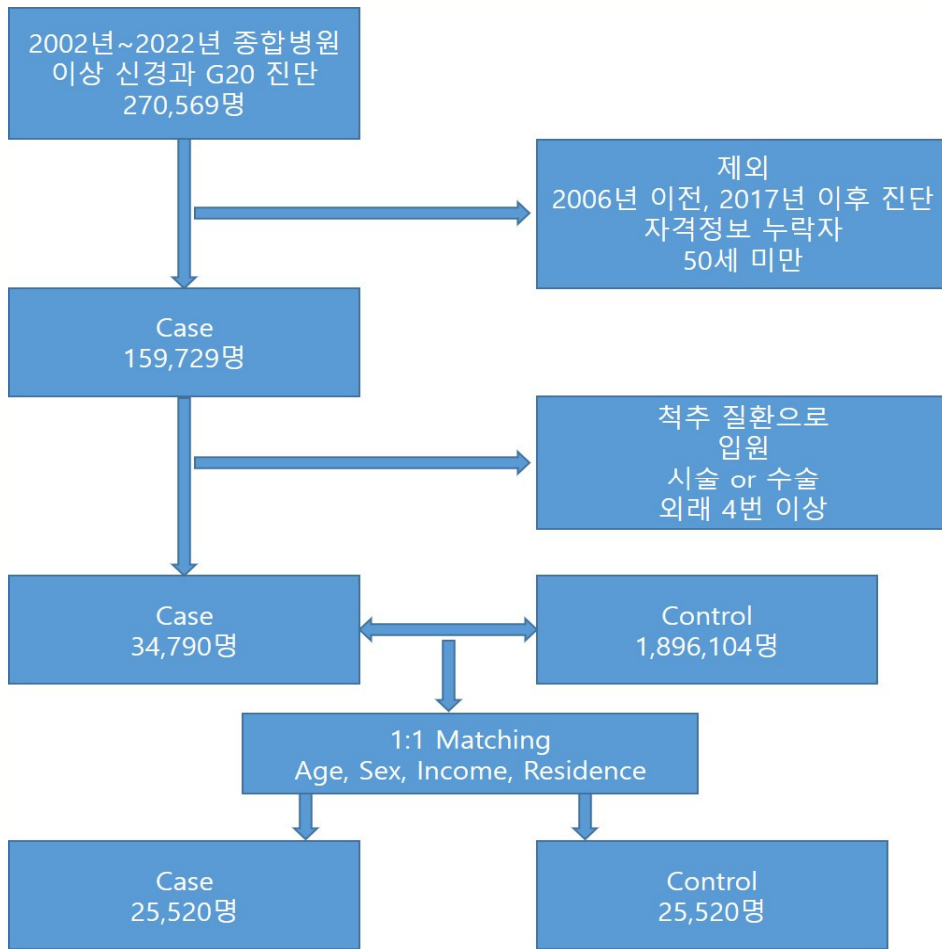 2002년~2022년 종합병원
이상 신경과 G20 진단
270,569명
제외
2006년 이전, 2017년 이후 진단
자격정보 누락자
50세 미만
Case
159,729명
척추 질환으로
입원
시술 or 수술
외래 4번 이상
Case
34,790명
Control
1,896,104명
1:1 Matching
Age, Sex, Income, Residence
Case
25,520명
Control
25,520명